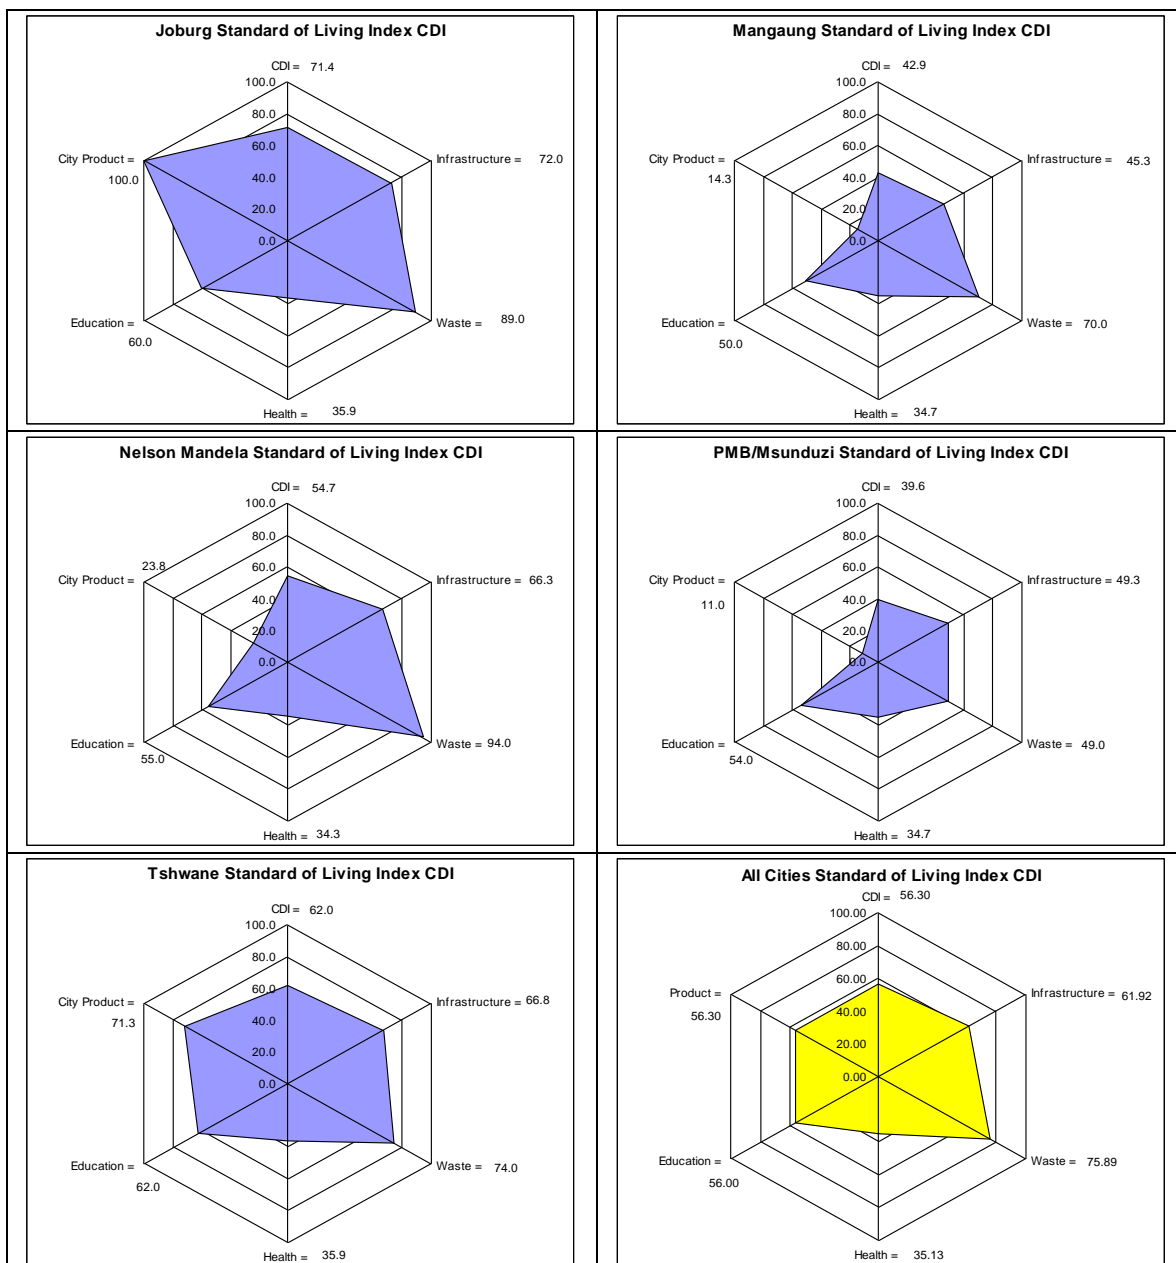 Joburg Standard of Living Index CDI
CDI = 71.4
100.0
80.0
60.0
40.0
20.0
0.0
City Product =
100.0
Infrastructure = 72.0
Education =
60.0
Waste = 89.0
Health = 35.9
Mangaung Standard of Living Index CDI
CDI = 42.9
100.0
80.0
60.0
40.0
20.0
0.0
City Product =
14.3
Infrastructure = 45.3
Education =
50.0
Waste = 70.0
Health = 34.7
Nelson Mandela Standard of Living Index CDI
CDI = 54.7
100.0
80.0
60.0
40.0
20.0
0.0
23.8
City Product =
Infrastructure = 66.3
Education =
55.0
Waste = 94.0
Health = 34.3
PMB/Msunduzi Standard of Living Index CDI
CDI = 39.6
100.0
80.0
60.0
40.0
20.0
0.0
City Product =
11.0
Infrastructure = 49.3
Education =
54.0
Waste = 49.0
Health = 34.7
Tshwane Standard of Living Index CDI
CDI = 62.0
100.0
80.0
60.0
40.0
20.0
0.0
City Product =
71.3
Infrastructure = 66.8
Education =
62.0
Waste = 74.0
Health = 35.9
All Cities Standard of Living Index CDI
CDI = 56.30
100.00
80.00
60.00
40.00
20.00
0.00
Product =
56.30
Infrastructure = 61.92
Education =
56.00
Waste = 75.89
Health = 35.13